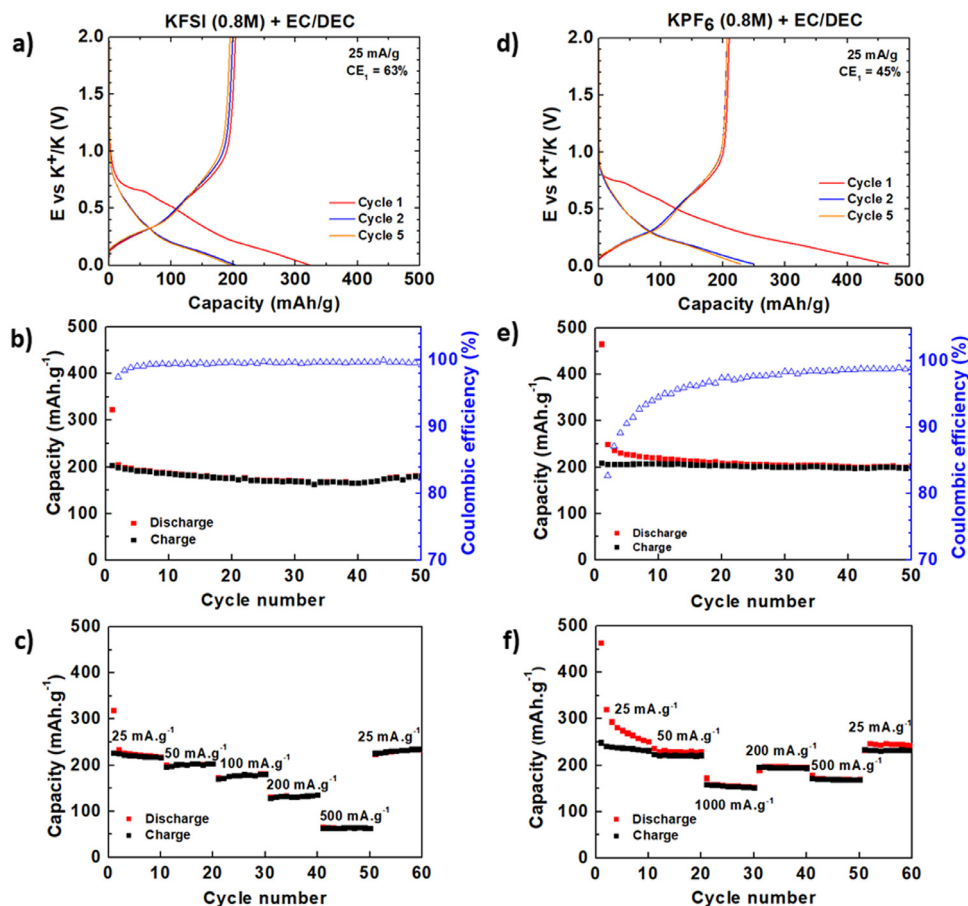 KFSI (0.8M) + EC/DEC
a)
2.0
1.5
1.0
0.5
0.0
E vs K+/K (V)
25 mA/g
CE1 = 63%
Cycle 1
Cycle 2
Cycle 5
0 100 200 300 400 500
Capacity (mAh/g)
KPF6 (0.8M) + EC/DEC
d)
2.0
1.5
1.0
0.5
0.0
E vs K+/K (V)
25 mA/g
CE1 = 45%
Cycle 1
Cycle 2
Cycle 5
0 100 200 300 400 500
Capacity (mAh/g)
b)
500
400
300
200
100
0
Capacity (mAh.g-1)
Discharge
Charge
100
90
80
70
Coulombic efficiency (%)
0 10 20 30 40 50
Cycle number
e)
500
400
300
200
100
0
Capacity (mAh.g-1)
Discharge
Charge
100
90
80
70
Coulombic efficiency (%)
0 10 20 30 40 50
Cycle number
c)
500
400
300
200
100
0
Capacity (mAh.g-1)
25 mA.g-1
50 mA.g-1
100 mA.g-1
200 mA.g-1
500 mA.g-1
25 mA.g-1
Discharge
Charge
0 10 20 30 40 50 60
Cycle number
f)
500
400
300
200
100
0
Capacity (mAh.g-1)
25 mA.g-1
50 mA.g-1
1000 mA.g-1
200 mA.g-1
500 mA.g-1
25 mA.g-1
Discharge
Charge
0 10 20 30 40 50 60
Cycle number